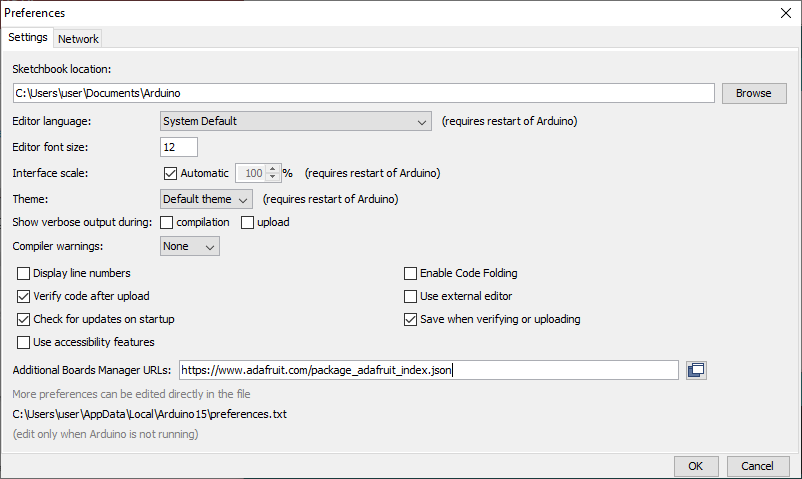 Preferences
Settings Network
Sketchbook location:
C:\Users\user\Documents\Arduino Browse
Editor language: System Default (requires restart of Arduino)
Editor font size: 12
Interface scale: Automatic 100 % (requires restart of Arduino)
Theme: Default theme (requires restart of Arduino)
Show verbose output during: compilation upload
Compiler warnings: None
Display line numbers Enable Code Folding
Verify code after upload Use external editor
Check for updates on startup Save when verifying or uploading
Use accessibility features
Additional Boards Manager URLs: https://www.adafruit.com/package_adafruit_index.json
More preferences can be edited directly in the file
C:\Users\user\AppData\Local\Arduino15\preferences.txt
(edit only when Arduino is not running)
OK Cancel